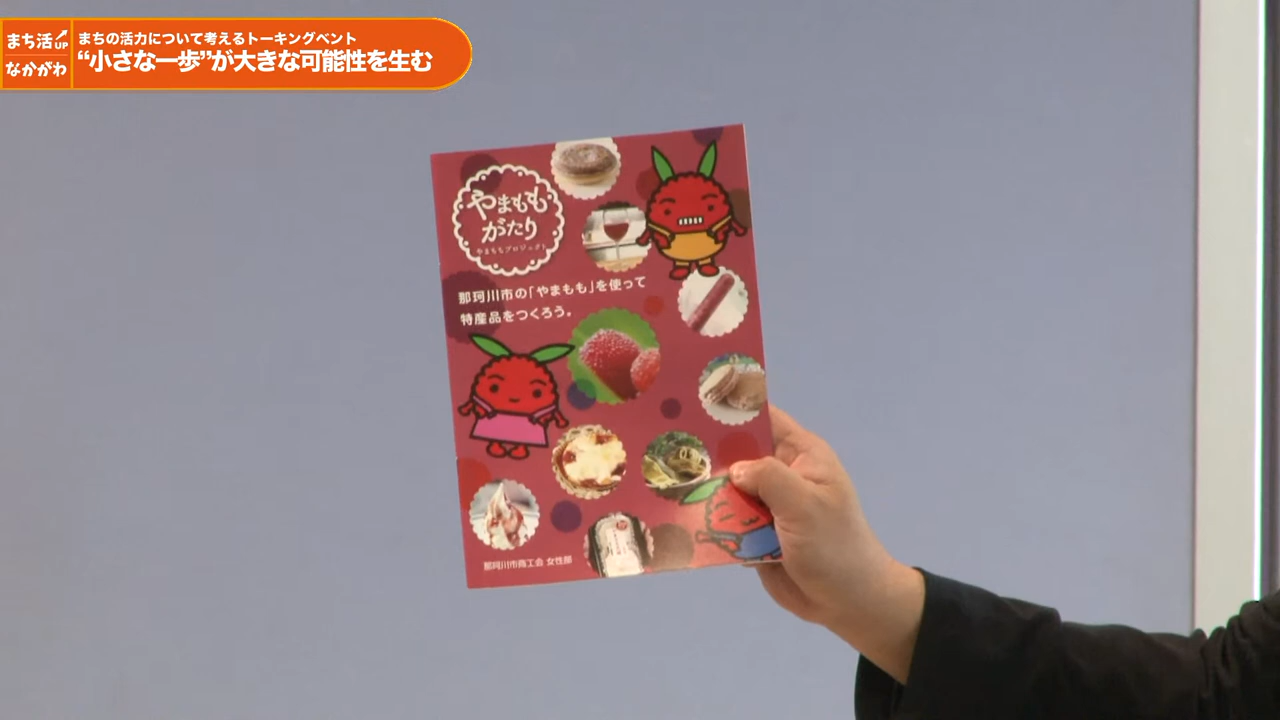 まち活UP
なかがわ
まちの活力について考えるトーキングベント
“小さな一歩”が大きな可能性を生む
やまもも
がたり
やまももプロジェクト
那珂川市の「やまもも」を使って
特産品をつくろう。
那珂川市商工会 女性部